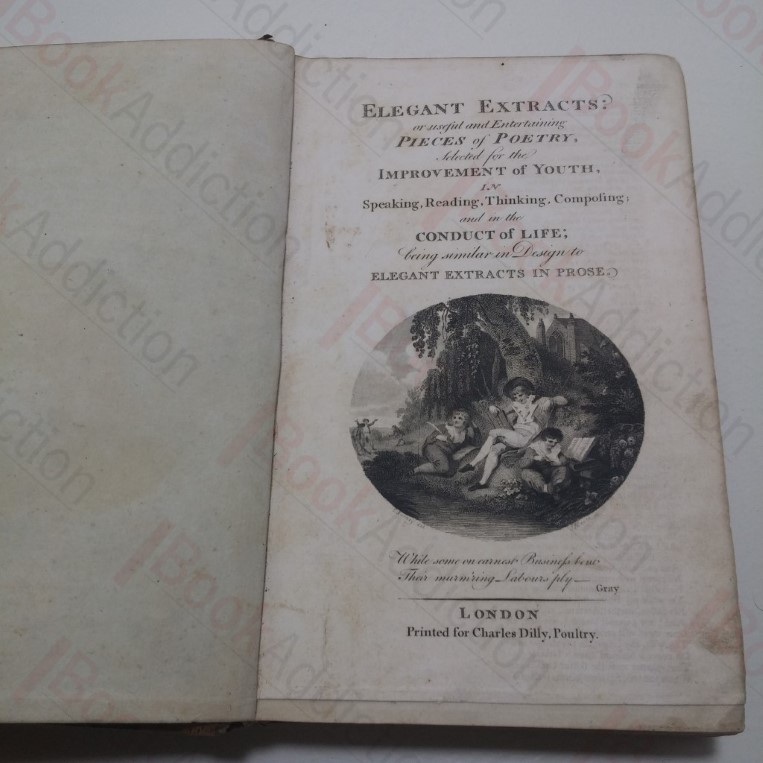 ELEGANT EXTRACTS:
or useful and Entertaining
PIECES of POETRY,
Selected for the
IMPROVEMENT of YOUTH,
IN
Speaking, Reading, Thinking, Compoſing;
and in the
CONDUCT of LIFE;
being similar in Design to
ELEGANT EXTRACTS IN PROSE.
While some on earnest Buſineſs bent
Their murm'ring Labours ply—
Gray
LONDON
Printed for Charles Dilly, Poultry.
BookAddiction